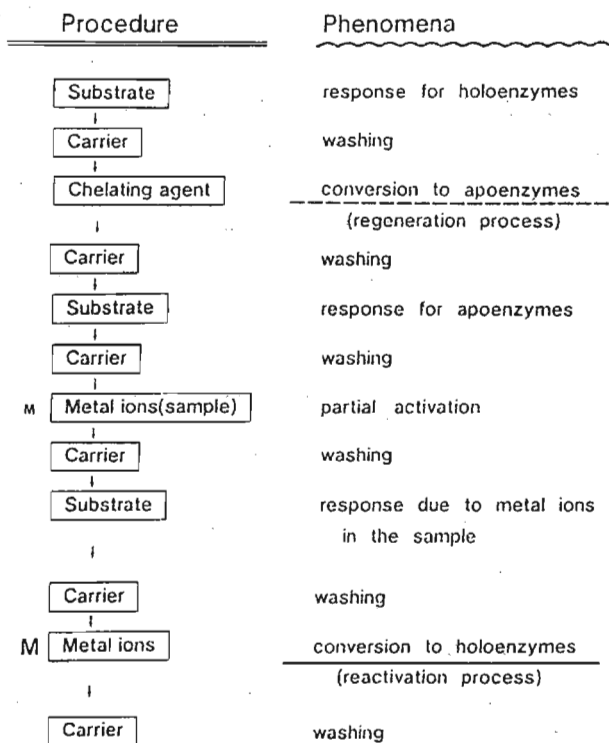 Procedure Phenomena
Substrate response for holoenzymes
Carrier washing
Chelating agent conversion to apoenzymes
(regeneration process)
Carrier washing
Substrate response for apoenzymes
Carrier washing
M Metal ions(sample) partial activation
Carrier washing
Substrate response due to metal ions
in the sample
Carrier washing
M Metal ions conversion to holoenzymes
(reactivation process)
Carrier washing